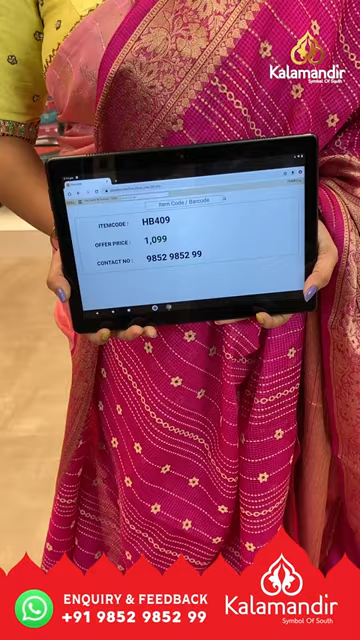 Kalamandir
Symbol Of South
Item Code / Barcode
ITEMCODE : HB409
OFFER PRICE : 1,099
CONTACT NO : 9852 9852 99
ENQUIRY & FEEDBACK
+91 9852 9852 99
Kalamandir
Symbol Of South